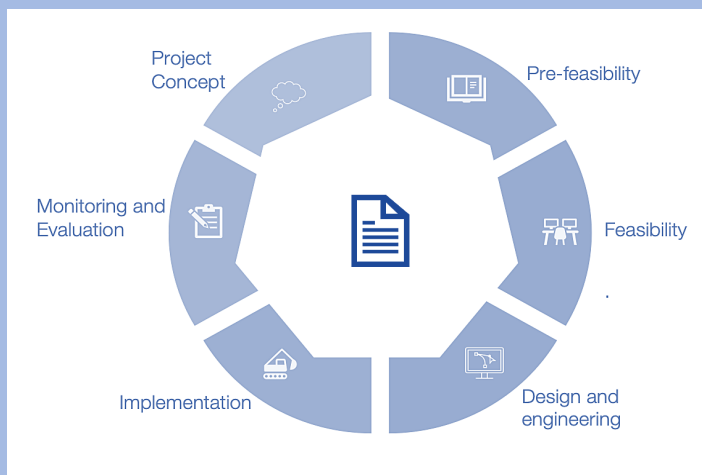 Project
Concept
Pre-feasibility
Monitoring and
Evaluation
Feasibility
.
Implementation
Design and
engineering